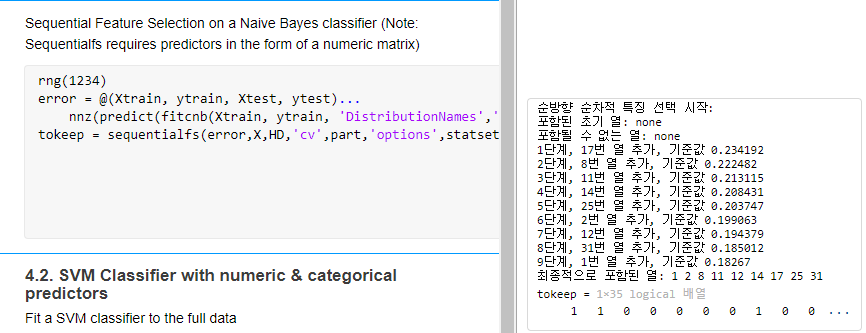 Sequential Feature Selection on a Naive Bayes classifier (Note:
Sequentialfs requires predictors in the form of a numeric matrix)
rng(1234)
error = @(Xtrain, ytrain, Xtest, ytest)...
nnz(predict(fitcnb(Xtrain, ytrain, 'DistributionNames','
tokeep = sequentialfs(error,X,HD,'cv',part,'options',statset
4.2. SVM Classifier with numeric & categorical
predictors
Fit a SVM classifier to the full data
순방향 순차적 특징 선택 시작:
포함된 초기 열: none
포함될 수 없는 열: none
1단계, 17번 열 추가, 기준값 0.234192
2단계, 8번 열 추가, 기준값 0.222482
3단계, 11번 열 추가, 기준값 0.213115
4단계, 14번 열 추가, 기준값 0.208431
5단계, 25번 열 추가, 기준값 0.203747
6단계, 2번 열 추가, 기준값 0.199063
7단계, 12번 열 추가, 기준값 0.194379
8단계, 31번 열 추가, 기준값 0.185012
9단계, 1번 열 추가, 기준값 0.18267
최종적으로 포함된 열: 1 2 8 11 12 14 17 25 31
tokeep = 1×35 logical 배열
1 1 0 0 0 0 0 1 0 0 ...